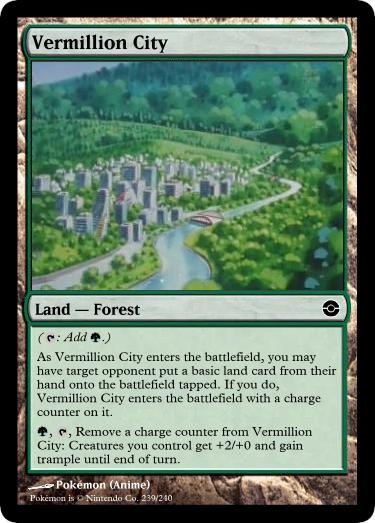 Vermillion City
Land — Forest
( : Add .)
As Vermillion City enters the battlefield, you may
have target opponent put a basic land card from their
hand onto the battlefield tapped. If you do,
Vermillion City enters the battlefield with a charge
counter on it.
, , Remove a charge counter from Vermillion
City: Creatures you control get +2/+0 and gain
trample until end of turn.
Pokémon (Anime)
Pokemon is © Nintendo Co. 239/240